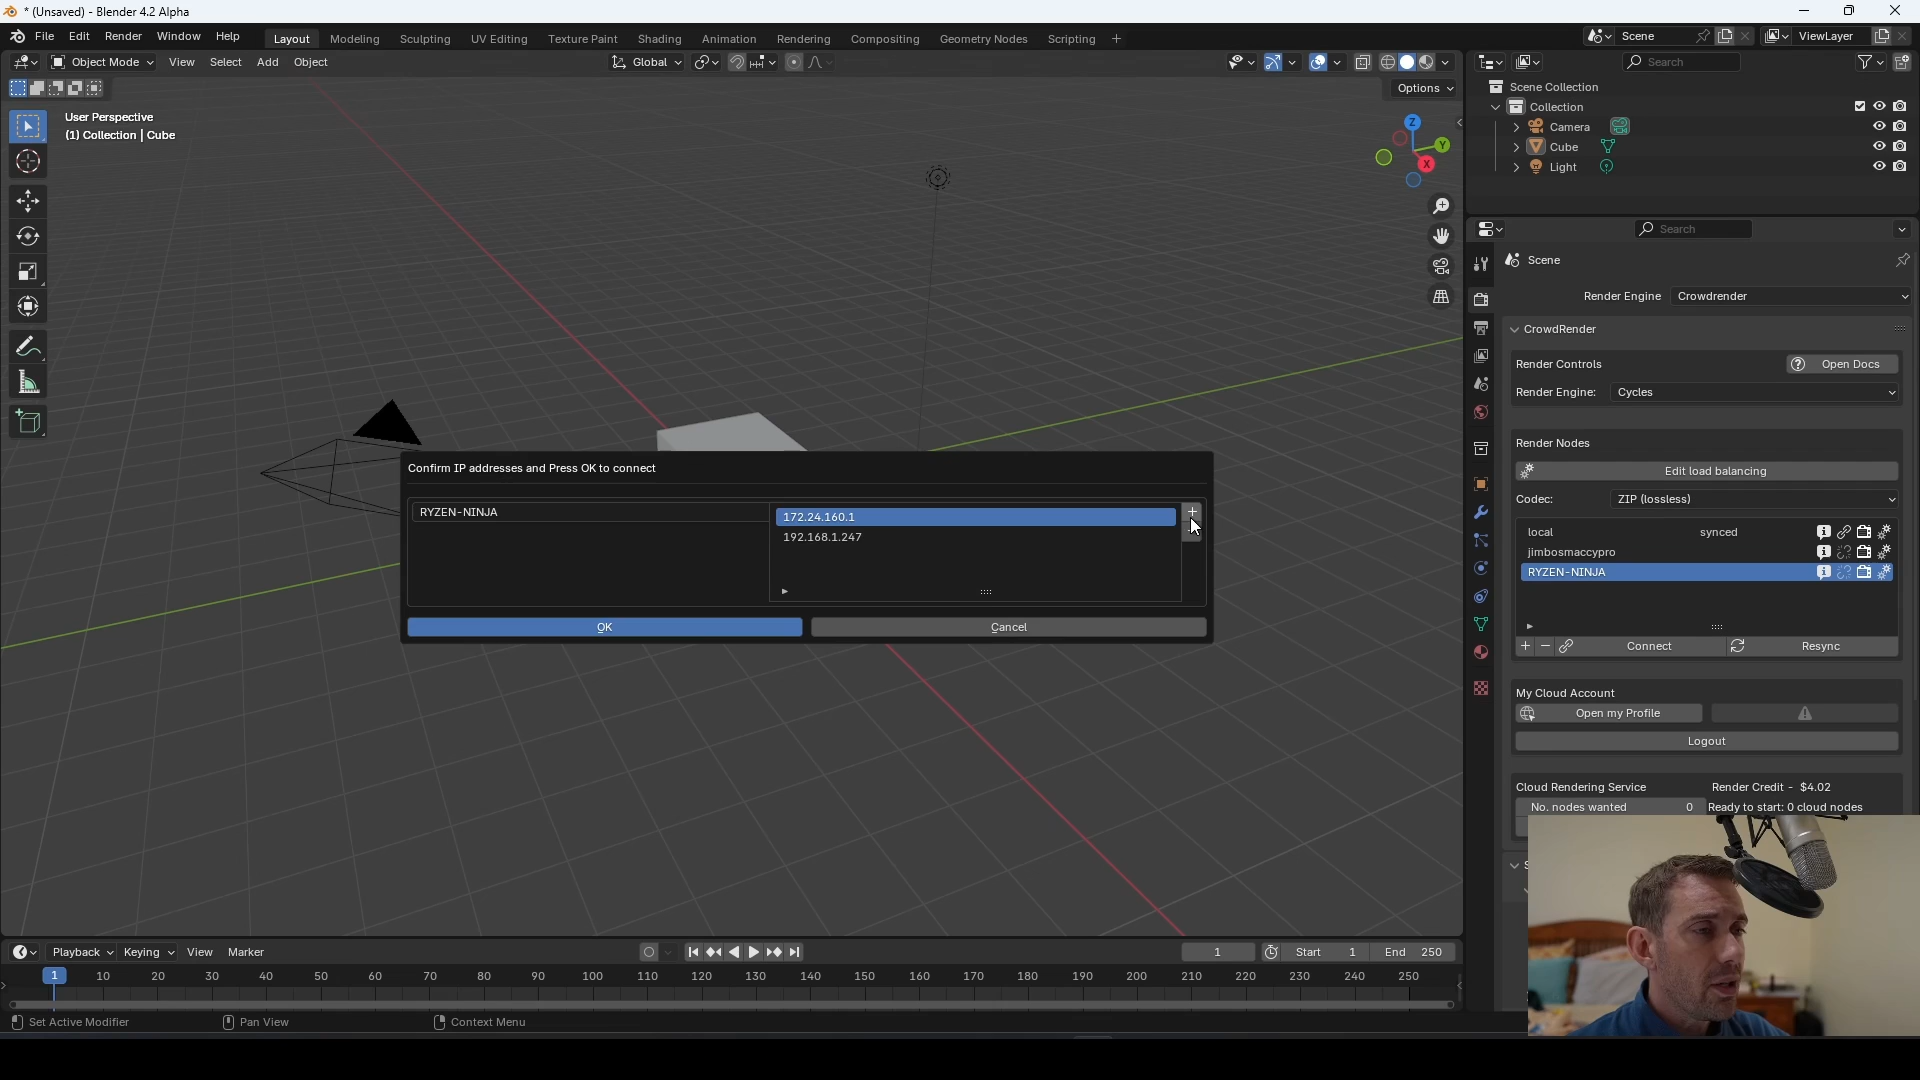 * (Unsaved) - Blender 4.2 Alpha
File Edit Render Window Help Layout Modeling Sculpting UV Editing Texture Paint Shading Animation Rendering Compositing Geometry Nodes Scripting + Scene ViewLayer
Object Mode View Select Add Object Global Search
Options
User Perspective
(1) Collection | Cube
Z
Y
X
Scene Collection
Collection
Camera
Cube
Light
Search
Scene
Render Engine Crowdrender
CrowdRender
Render Controls Open Docs
Render Engine: Cycles
Render Nodes
Edit load balancing
Codec: ZIP (lossless)
local synced
jimbosmaccypro
RYZEN-NINJA
+ − Connect Resync
My Cloud Account
Open my Profile
Logout
Cloud Rendering Service Render Credit - $4.02
No. nodes wanted 0 Ready to start: 0 cloud nodes
Confirm IP addresses and Press OK to connect
RYZEN-NINJA 172.24.160.1
192.168.1.247
OK Cancel
Playback Keying View Marker 1 Start 1 End 250
1 10 20 30 40 50 60 70 80 90 100 110 120 130 140 150 160 170 180 190 200 210 220 230 240 250
Set Active Modifier Pan View Context Menu